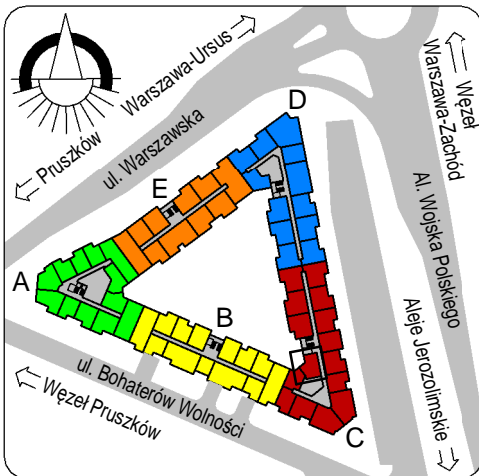 Warszawa-Ursus
Pruszków
ul. Warszawska
D
Węzeł
Warszawa-Zachód
E
Al. Wojska Polskiego
A
B
Aleje Jerozolimskie
ul. Bohaterów Wolności
Węzeł Pruszków
C